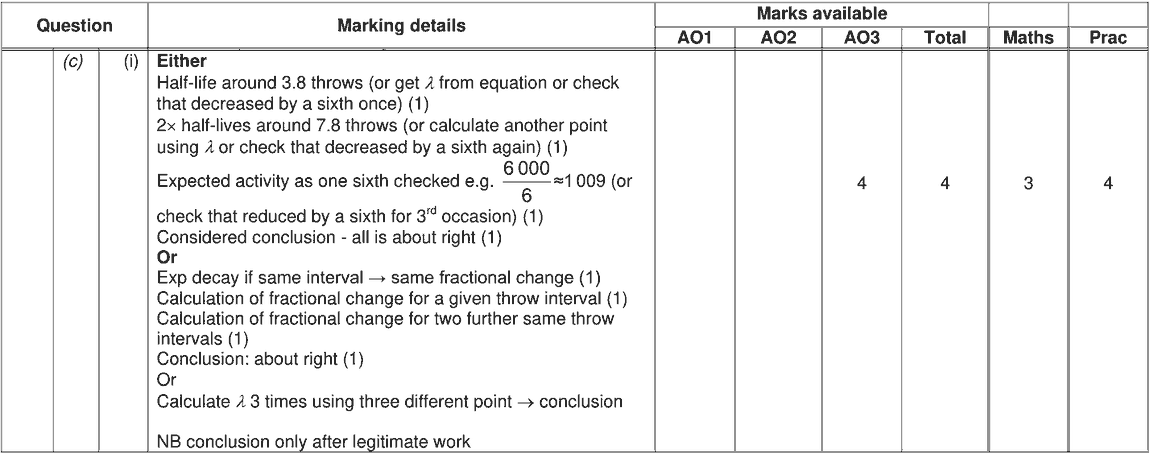 Question Marking details Marks available
AO1 AO2 AO3 Total Maths Prac
(c) (i) Either
Half-life around 3.8 throws (or get λ from equation or check
that decreased by a sixth once) (1)
2× half-lives around 7.8 throws (or calculate another point
using λ or check that decreased by a sixth again) (1)
Expected activity as one sixth checked e.g. 6 000/6 ≈1 009 (or
check that reduced by a sixth for 3rd occasion) (1)
Considered conclusion - all is about right (1)
4 4 3 4
Or
Exp decay if same interval → same fractional change (1)
Calculation of fractional change for a given throw interval (1)
Calculation of fractional change for two further same throw
intervals (1)
Conclusion: about right (1)
Or
Calculate λ 3 times using three different point → conclusion
NB conclusion only after legitimate work